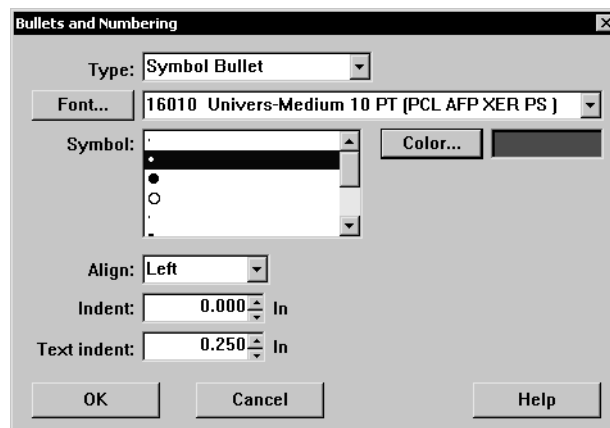 Bullets and Numbering
Type: Symbol Bullet
Font... 16010 Univers-Medium 10 PT (PCL AFP XER PS )
Symbol: Color...
Align: Left
Indent: 0.000 In
Text indent: 0.250 In
OK Cancel Help